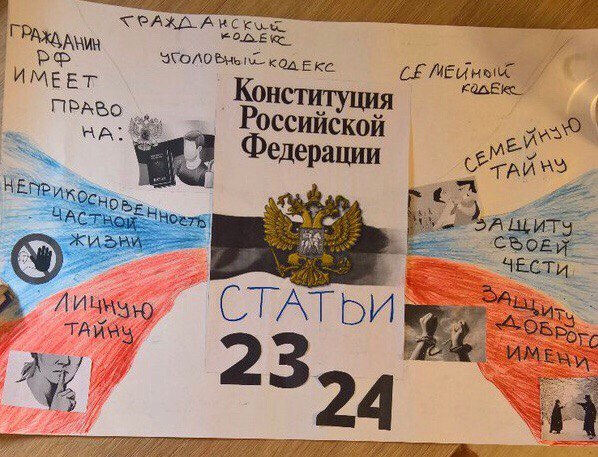 ГРАЖДАНСКИЙ
КОДЕКС
УГОЛОВНЫЙ КОДЕКС
СЕМЕЙНЫЙ
КОДЕКС
ГРАЖДАНИН
РФ
ИМЕЕТ
ПРАВО
НА:
НЕПРИКОСНОВЕННОСТЬ
ЧАСТНОЙ
ЖИЗНИ
ЛИЧНУЮ
ТАЙНУ
Конституция
Российской
Федерации
СТАТЬИ
23
24
СЕМЕЙНУЮ
ТАЙНУ
ЗАЩИТУ
СВОЕЙ
ЧЕСТИ
ЗАЩИТУ
ДОБРОГО
ИМЕНИ